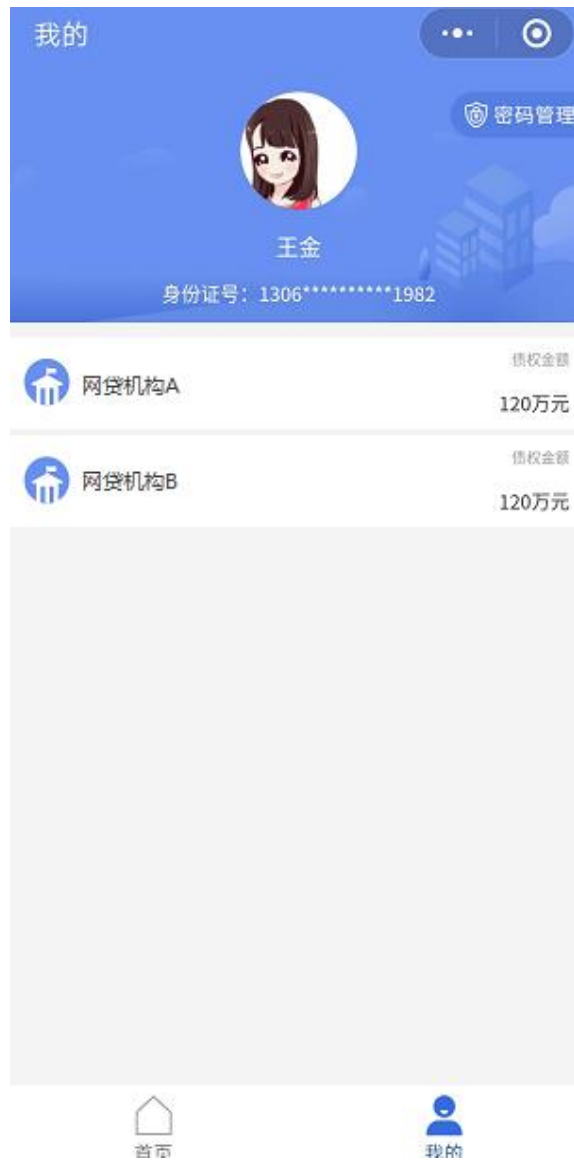 我的
密码管理
王金
身份证号：1306**********1982
债权金额
网贷机构A
120万元
债权金额
网贷机构B
120万元
首页
我的